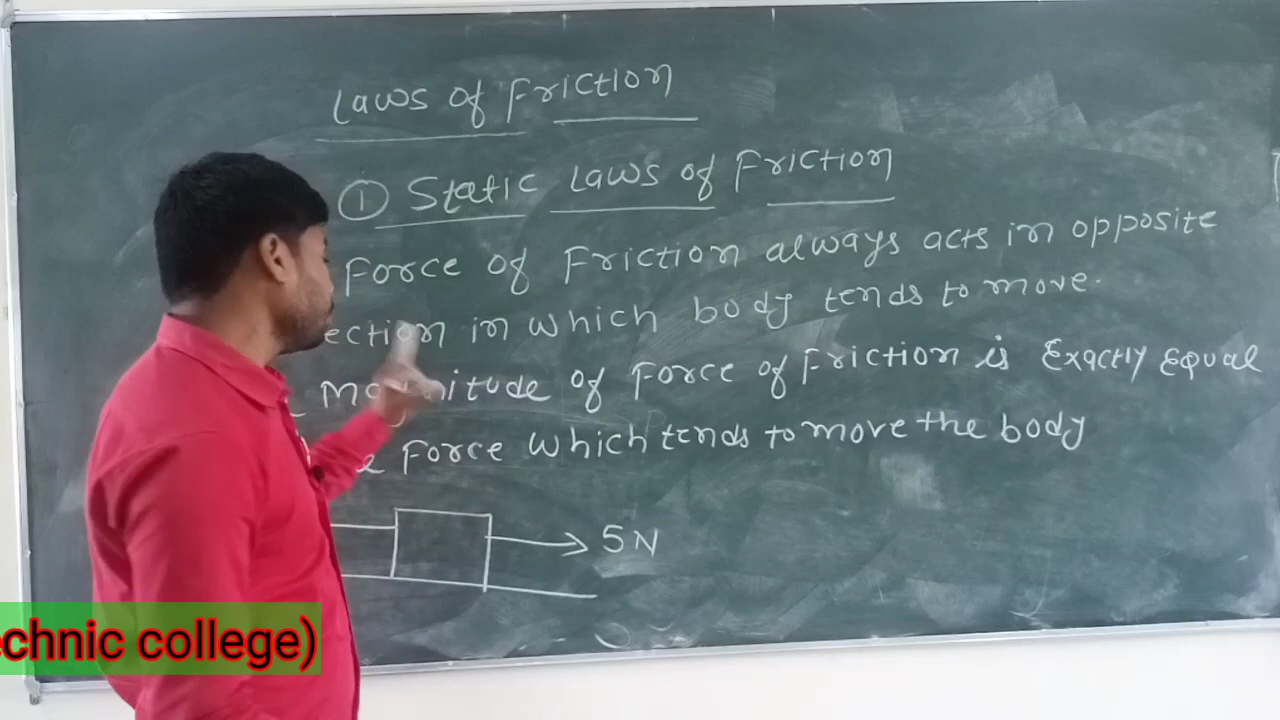 Laws of Friction
① Static Laws of Friction
Force of Friction always acts in opposite
ection in which body tends to move.
magnitude of Force of Friction is Exactly Equal
Force which tends to move the body
5N
echnic college)